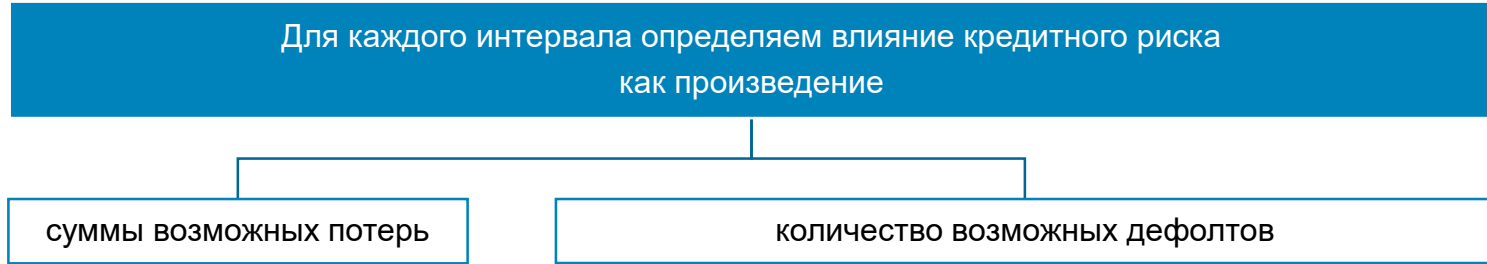 Для каждого интервала определяем влияние кредитного риска
как произведение
суммы возможных потерь
количество возможных дефолтов